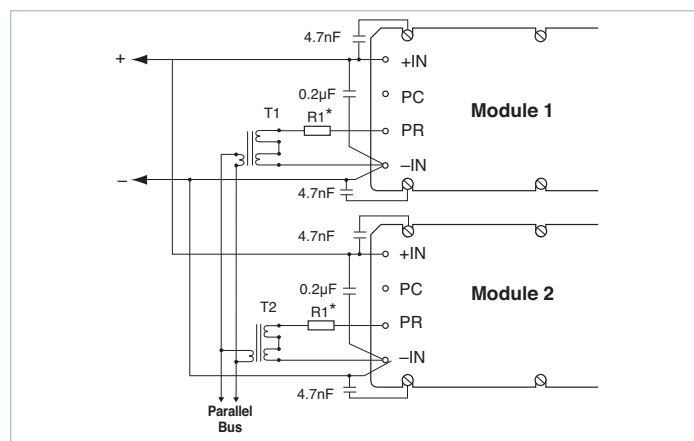 4.7nF
+
+IN
0.2µF
PC
Module 1
T1
R1*
PR
–IN
–
4.7nF
4.7nF
+IN
0.2µF
PC
Module 2
T2
R1*
PR
–IN
4.7nF
Parallel
Bus